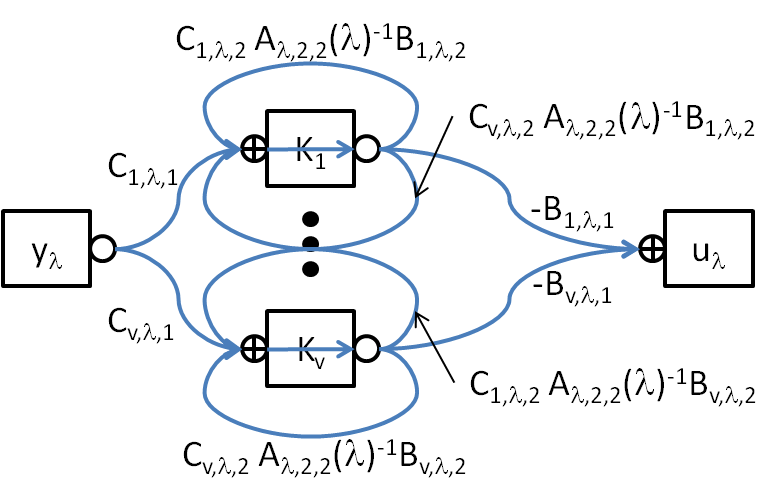 C1,λ,2 Aλ,2,2(λ)-1B1,λ,2
Cv,λ,2 Aλ,2,2(λ)-1B1,λ,2
K1
C1,λ,1
-B1,λ,1
yλ
uλ
Cv,λ,1
-Bv,λ,1
Kv
C1,λ,2 Aλ,2,2(λ)-1Bv,λ,2
Cv,λ,2 Aλ,2,2(λ)-1Bv,λ,2